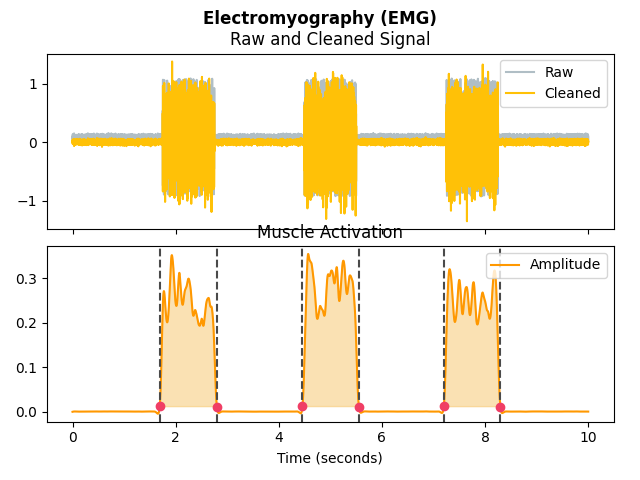 Electromyography (EMG)
Raw and Cleaned Signal
Raw
Cleaned
1
0
−1
Muscle Activation
Amplitude
0.3
0.2
0.1
0.0
0 2 4 6 8 10
Time (seconds)